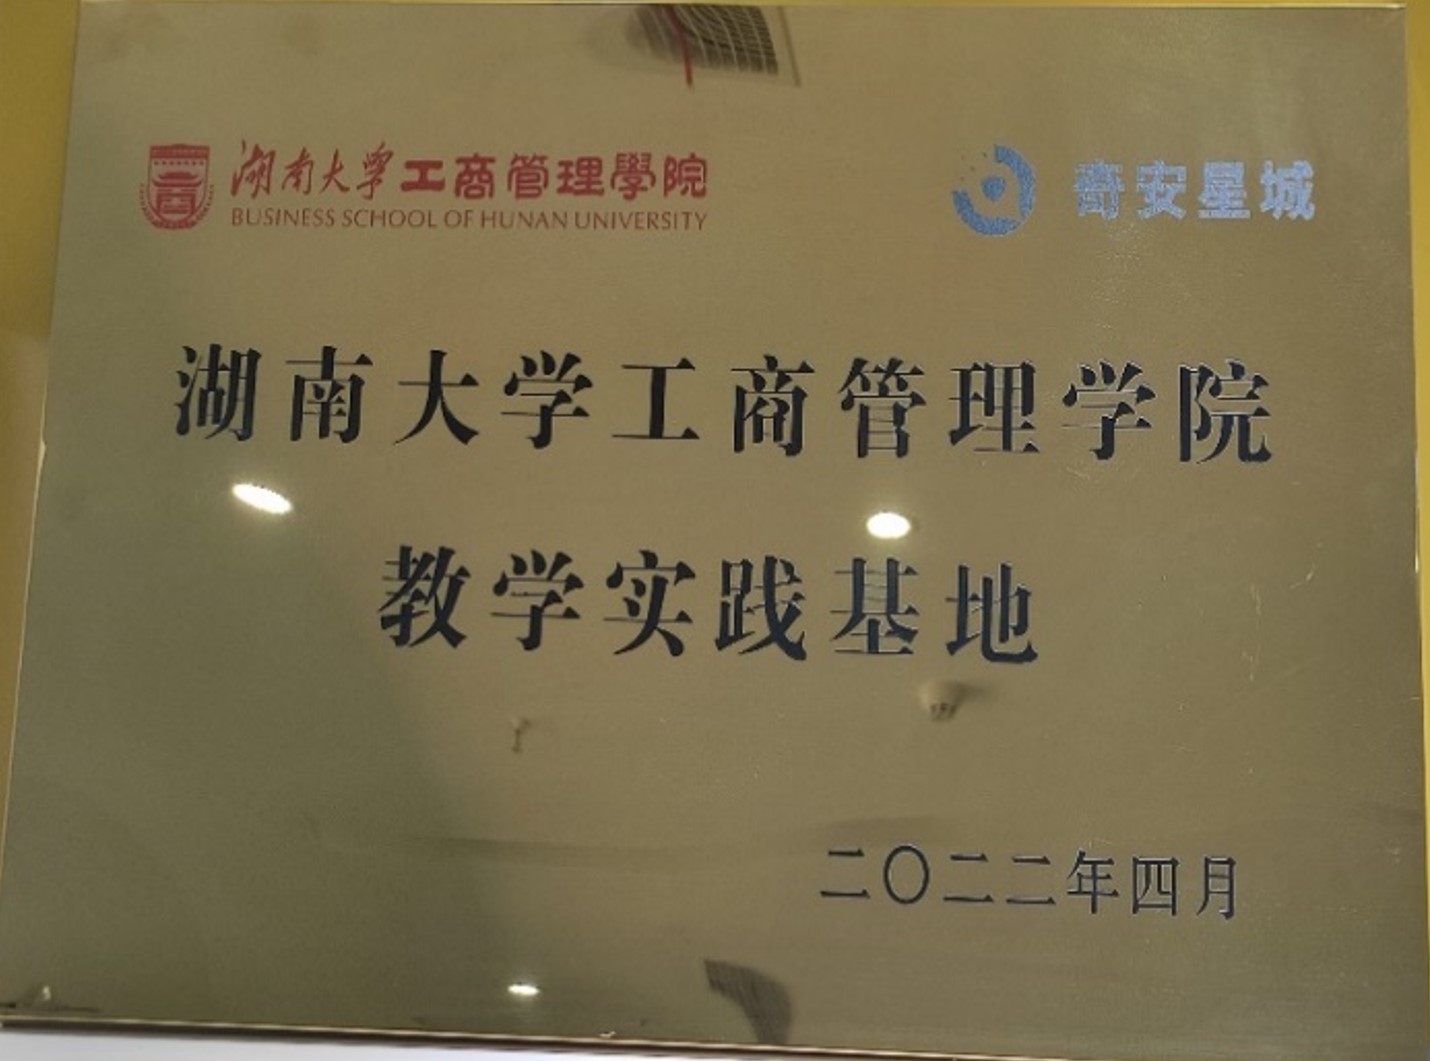 湖南大学工商管理學院
BUSINESS SCHOOL OF HUNAN UNIVERSITY
奇安星城
湖南大学工商管理学院
教学实践基地
二〇二二年四月